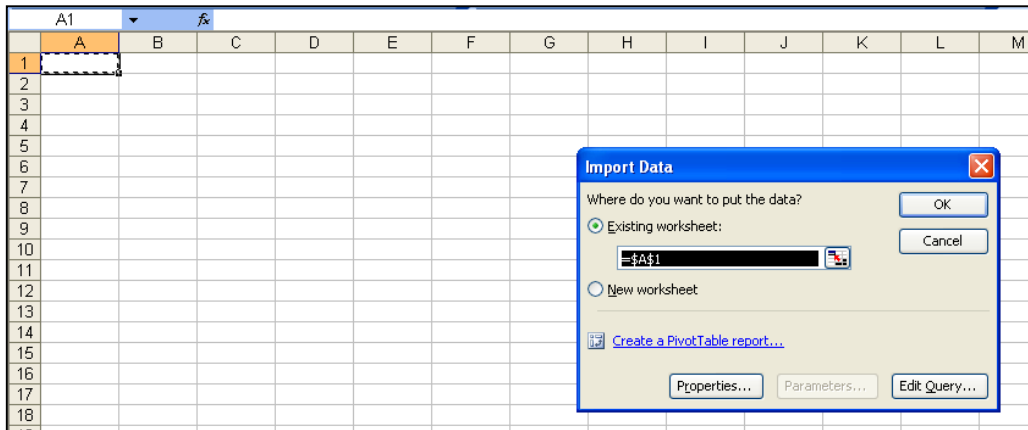 A1 fx
A B C D E F G H I J K L M
1
2
3
4
5
6
7
8
9
10
11
12
13
14
15
16
17
18
Import Data
Where do you want to put the data?
OK
Existing worksheet:
Cancel
=$A$1
New worksheet
Create a PivotTable report...
Properties... Parameters... Edit Query...